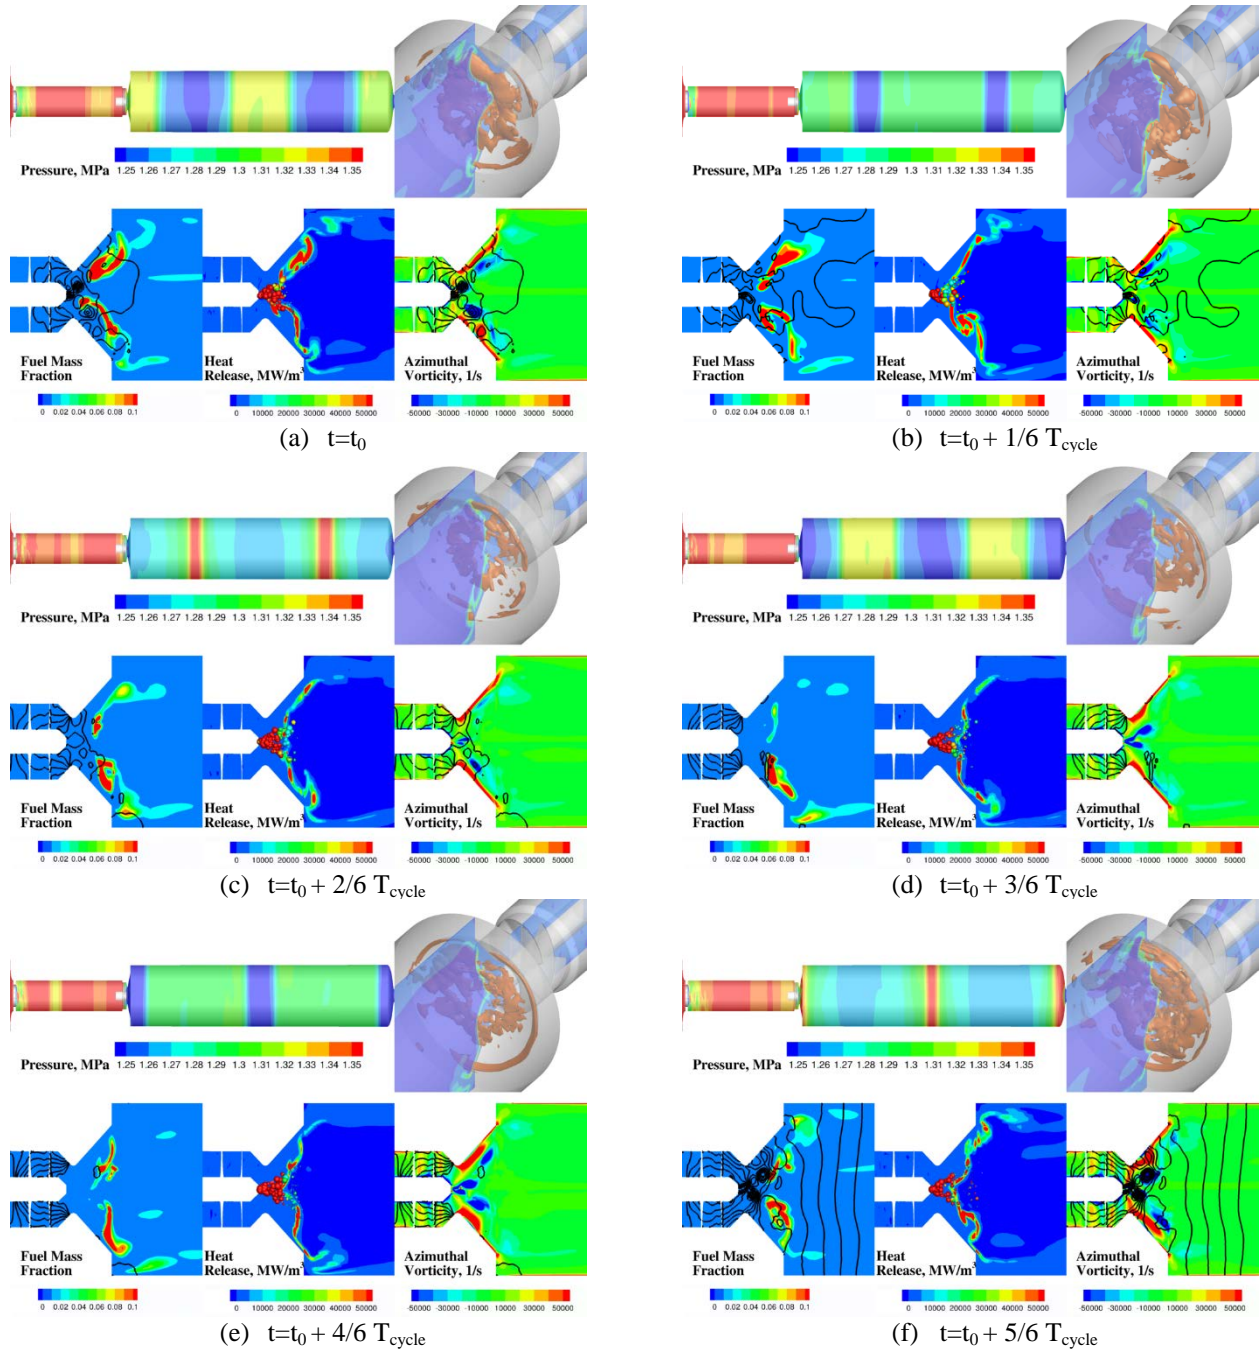 Pressure, MPa
1.25 1.26 1.27 1.28 1.29 1.3 1.31 1.32 1.33 1.34 1.35
Fuel Mass
Fraction
Heat
Release, MW/m³
Azimuthal
Vorticity, 1/s
0 0.02 0.04 0.06 0.08 0.1
0 10000 20000 30000 40000 50000
-50000 -30000 -10000 10000 30000 50000
(a) t=t₀
Pressure, MPa
1.25 1.26 1.27 1.28 1.29 1.3 1.31 1.32 1.33 1.34 1.35
Fuel Mass
Fraction
Heat
Release, MW/m³
Azimuthal
Vorticity, 1/s
0 0.02 0.04 0.06 0.08 0.1
0 10000 20000 30000 40000 50000
-50000 -30000 -10000 10000 30000 50000
(b) t=t₀ + 1/6 Tcycle
Pressure, MPa
1.25 1.26 1.27 1.28 1.29 1.3 1.31 1.32 1.33 1.34 1.35
Fuel Mass
Fraction
Heat
Release, MW/m³
Azimuthal
Vorticity, 1/s
0 0.02 0.04 0.06 0.08 0.1
0 10000 20000 30000 40000 50000
-50000 -30000 -10000 10000 30000 50000
(c) t=t₀ + 2/6 Tcycle
Pressure, MPa
1.25 1.26 1.27 1.28 1.29 1.3 1.31 1.32 1.33 1.34 1.35
Fuel Mass
Fraction
Heat
Release, MW/m³
Azimuthal
Vorticity, 1/s
0 0.02 0.04 0.06 0.08 0.1
0 10000 20000 30000 40000 50000
-50000 -30000 -10000 10000 30000 50000
(d) t=t₀ + 3/6 Tcycle
Pressure, MPa
1.25 1.26 1.27 1.28 1.29 1.3 1.31 1.32 1.33 1.34 1.35
Fuel Mass
Fraction
Heat
Release, MW/m³
Azimuthal
Vorticity, 1/s
0 0.02 0.04 0.06 0.08 0.1
0 10000 20000 30000 40000 50000
-50000 -30000 -10000 10000 30000 50000
(e) t=t₀ + 4/6 Tcycle
Pressure, MPa
1.25 1.26 1.27 1.28 1.29 1.3 1.31 1.32 1.33 1.34 1.35
Fuel Mass
Fraction
Heat
Release, MW/m³
Azimuthal
Vorticity, 1/s
0 0.02 0.04 0.06 0.08 0.1
0 10000 20000 30000 40000 50000
-50000 -30000 -10000 10000 30000 50000
(f) t=t₀ + 5/6 Tcycle